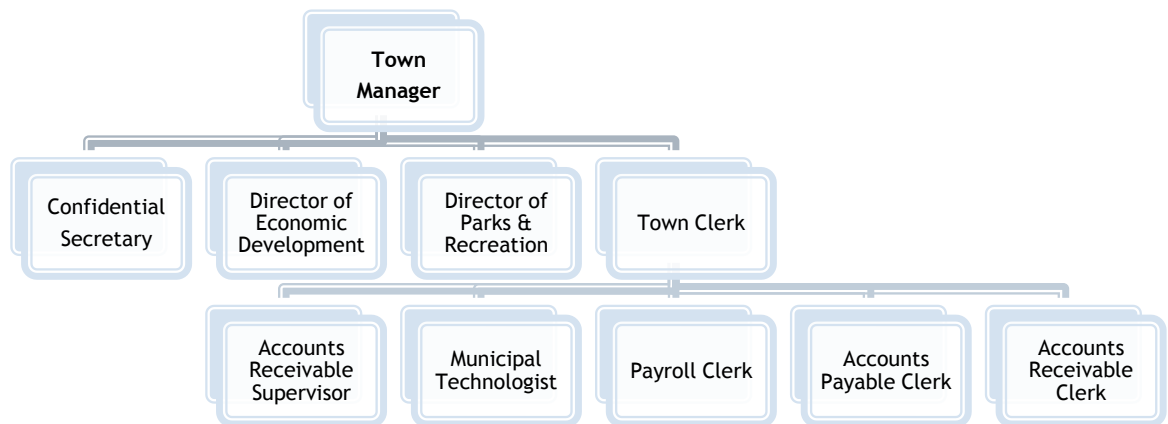 Town
Manager
Confidential
Secretary
Director of
Economic
Development
Director of
Parks &
Recreation
Town Clerk
Accounts
Receivable
Supervisor
Municipal
Technologist
Payroll Clerk
Accounts
Payable Clerk
Accounts
Receivable
Clerk